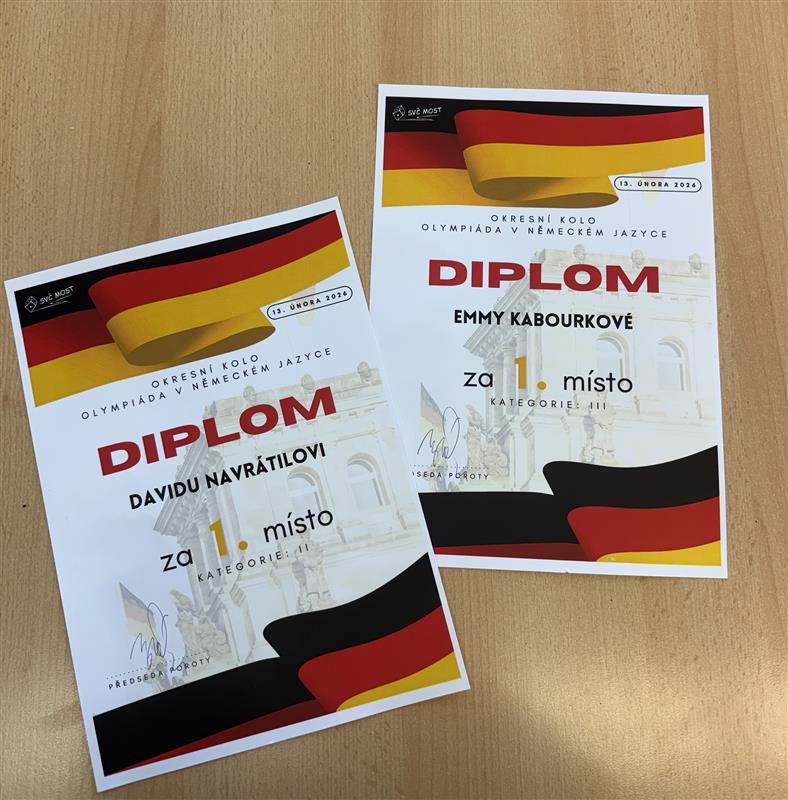 SVČ MOST
13. ÚNORA 2026
OKRESNÍ KOLO
OLYMPIÁDA V NĚMECKÉM JAZYCE
DIPLOM
DAVIDU NAVRÁTILOVI
za 1. místo
KATEGORIE: II
PŘEDSEDA POROTY
SVČ MOST
13. ÚNORA 2026
OKRESNÍ KOLO
OLYMPIÁDA V NĚMECKÉM JAZYCE
DIPLOM
EMMY KABOURKOVÉ
za 1. místo
KATEGORIE: III
POROTY